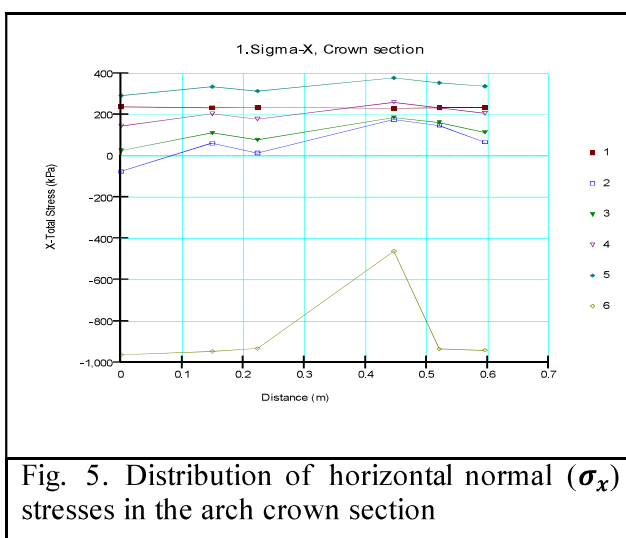 1.Sigma-X, Crown section
X-Total Stress (kPa)
400
200
0
-200
-400
-600
-800
-1,000
0 0.1 0.2 0.3 0.4 0.5 0.6 0.7
Distance (m)
1
2
3
4
5
6
Fig. 5. Distribution of horizontal normal (σₓ)
stresses in the arch crown section